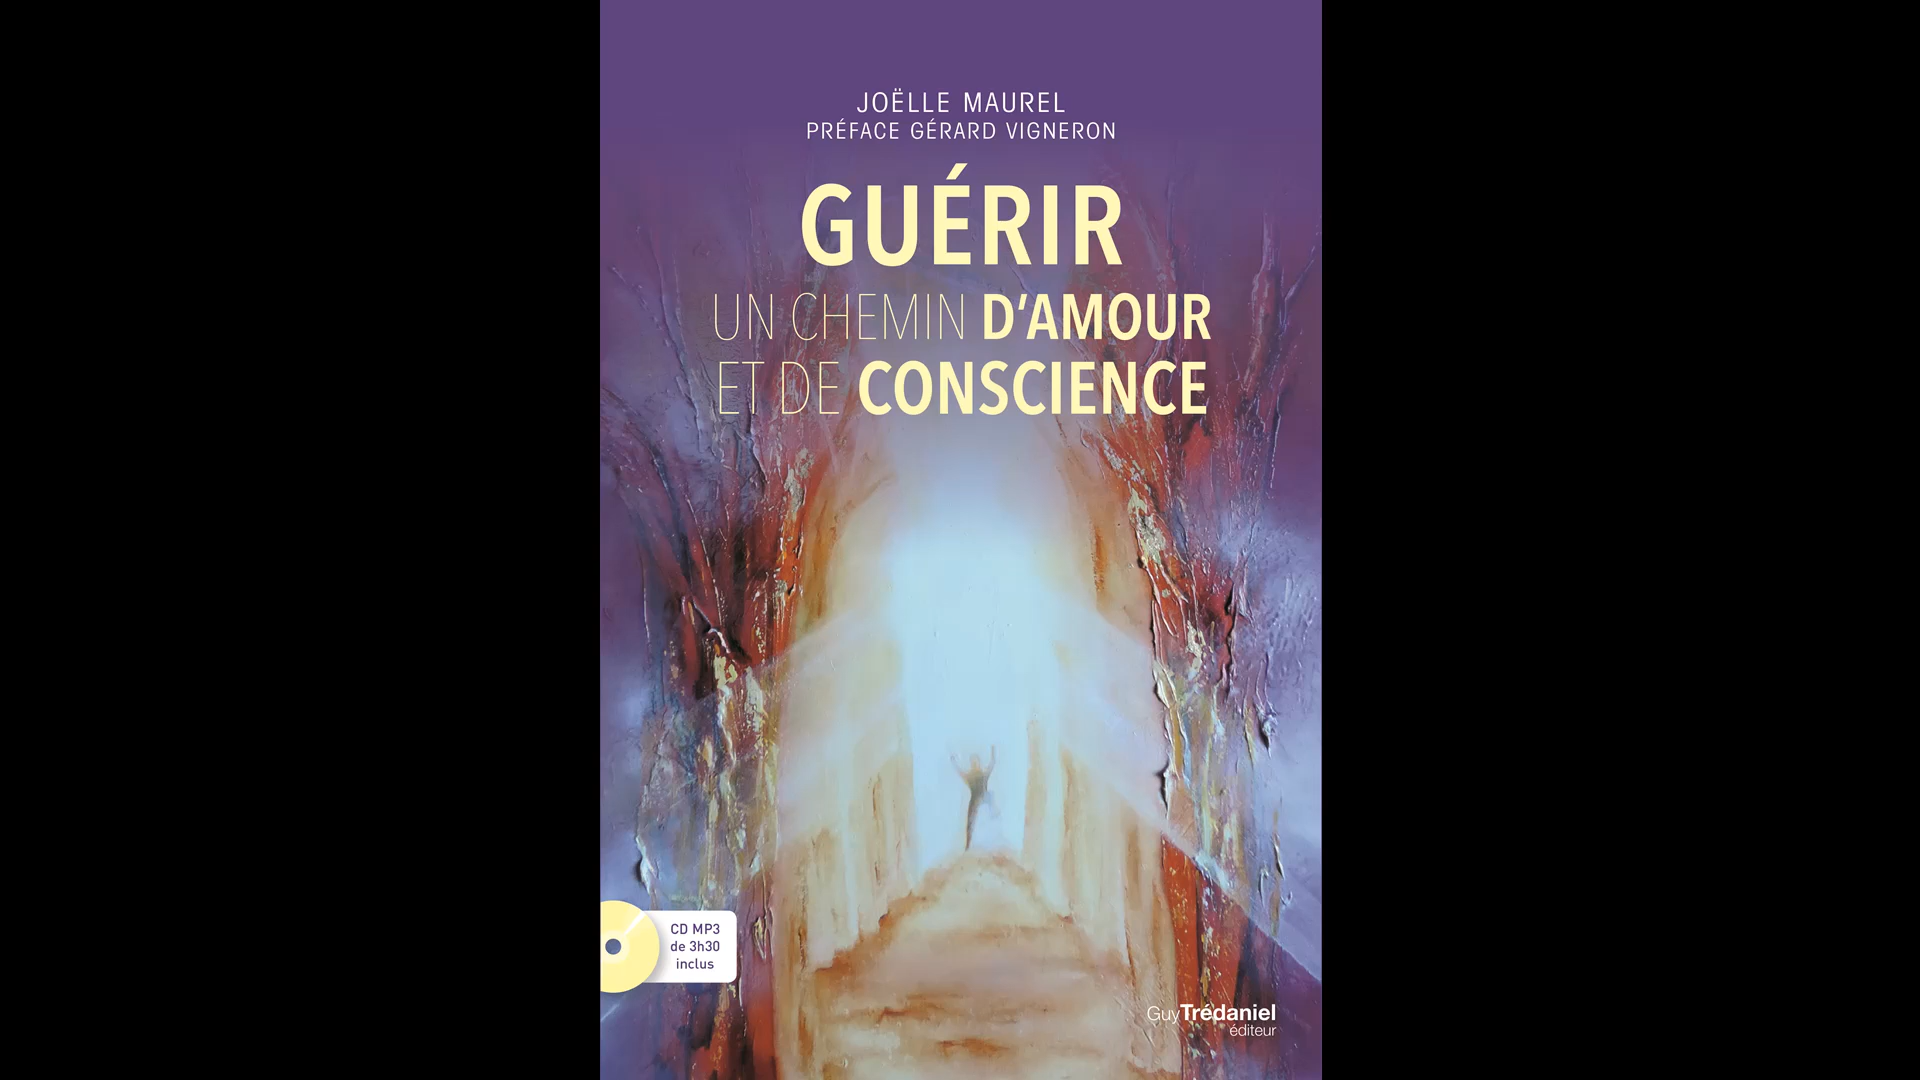 JOËLLE MAUREL
PRÉFACE GÉRARD VIGNERON
GUÉRIR
UN CHEMIN D'AMOUR
ET DE CONSCIENCE
CD MP3
de 3h30
inclus
GuyTrédaniel
éditeur